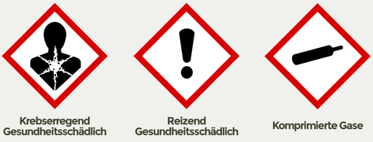 Krebserregend
Gesundheitsschädlich
Reizend
Gesundheitsschädlich
Komprimierte Gase